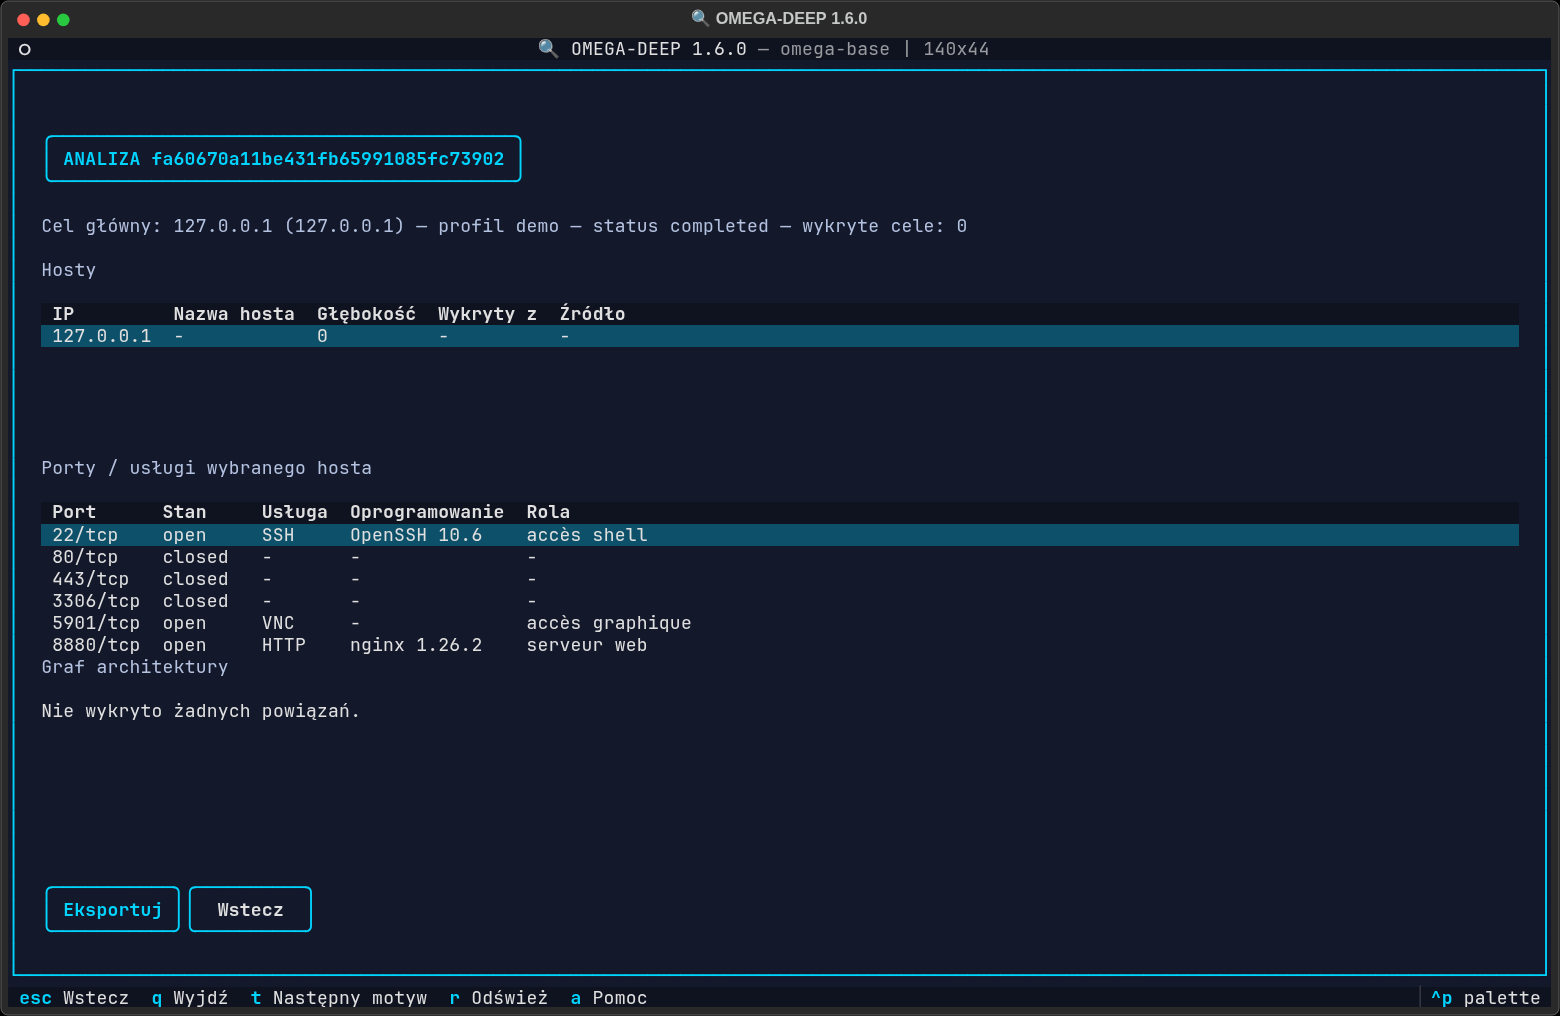 🔍 OMEGA-DEEP 1.6.0
🔍 OMEGA-DEEP 1.6.0 — omega-base | 140x44
ANALIZA fa60670a11be431fb65991085fc73902
Cel główny: 127.0.0.1 (127.0.0.1) — profil demo — status completed — wykryte cele: 0
Hosty
IP Nazwa hosta Głębokość Wykryty z Źródło
127.0.0.1 - 0 - -
Porty / usługi wybranego hosta
Port Stan Usługa Oprogramowanie Rola
22/tcp open SSH OpenSSH 10.6 accès shell
80/tcp closed - - -
443/tcp closed - - -
3306/tcp closed - - -
5901/tcp open VNC - accès graphique
8880/tcp open HTTP nginx 1.26.2 serveur web
Graf architektury
Nie wykryto żadnych powiązań.
Eksportuj Wstecz
esc Wstecz q Wyjdź t Następny motyw r Odśwież a Pomoc ^p palette